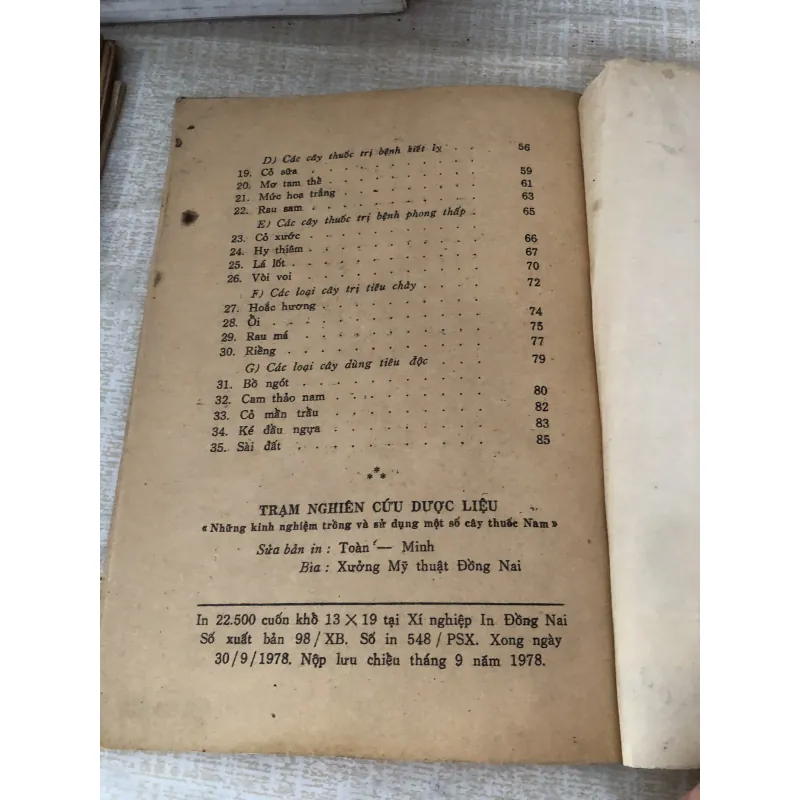 D) Các cây thuốc trị bệnh kiết lỵ . . . 56
19. Cỏ sữa . . . . . . . . . . 59
20. Mơ tam thể . . . . . . . . . 61
21. Mức hoa trắng . . . . . . . . 63
22. Rau sam . . . . . . . . . .
E) Các cây thuốc trị bệnh phong thấp . 65
23. Cỏ xước . . . . . . . . . . 66
24. Hy thiêm . . . . . . . . . . 67
25. Lá lốt . . . . . . . . . . 70
26. Vòi voi . . . . . . . . . .
F) Các loại cây trị tiêu chảy . . . . 72
27. Hoắc hương . . . . . . . . . 74
28. Ổi . . . . . . . . . . . 75
29. Rau má . . . . . . . . . . 77
30. Riềng . . . . . . . . . .
G) Các loại cây dùng tiêu độc . . . 79
31. Bồ ngót . . . . . . . . . .
32. Cam thảo nam . . . . . . . . 80
33. Cỏ mần trầu . . . . . . . . 82
34. Ké đầu ngựa . . . . . . . . 83
35. Sài đất . . . . . . . . . . 85
***
TRẠM NGHIÊN CỨU DƯỢC LIỆU
« Những kinh nghiệm trồng và sử dụng một số cây thuốc Nam »
Sửa bản in : Toàn — Minh
Bìa : Xưởng Mỹ thuật Đồng Nai
In 22.500 cuốn khổ 13 × 19 tại Xí nghiệp In Đồng Nai
Số xuất bản 98/XB. Số in 548/PSX. Xong ngày
30/9/1978. Nộp lưu chiểu tháng 9 năm 1978.